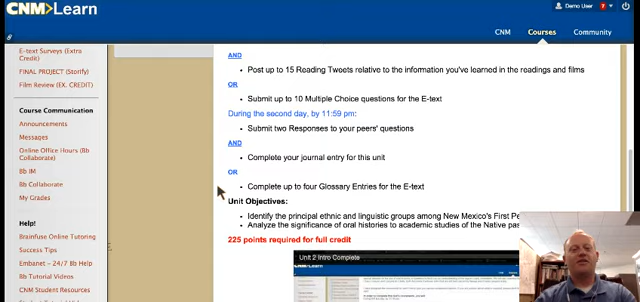 CNM>Learn
Demo User
CNM
Courses
Community
E-text Surveys (Extra Credit)
FINAL PROJECT (Storify)
Film Review (EX. CREDIT)
Course Communication
Announcements
Messages
Online Office Hours (Bb Collaborate)
Bb IM
Bb Collaborate
My Grades
Help!
Brainfuse Online Tutoring
Success Tips
Embanet - 24/7 Bb Help
Bb Tutorial Videos
CNM Student Resources
AND
Post up to 15 Reading Tweets relative to the information you've learned in the readings and films
OR
Submit up to 10 Multiple Choice questions for the E-text
During the second day, by 11:59 pm:
Submit two Responses to your peers' questions
AND
Complete your journal entry for this unit
OR
Complete up to four Glossary Entries for the E-text
Unit Objectives:
Identify the principal ethnic and linguistic groups among New Mexico's First
Analyze the significance of oral histories to academic studies of the Native
225 points required for full credit
Unit 2 Intro Complete